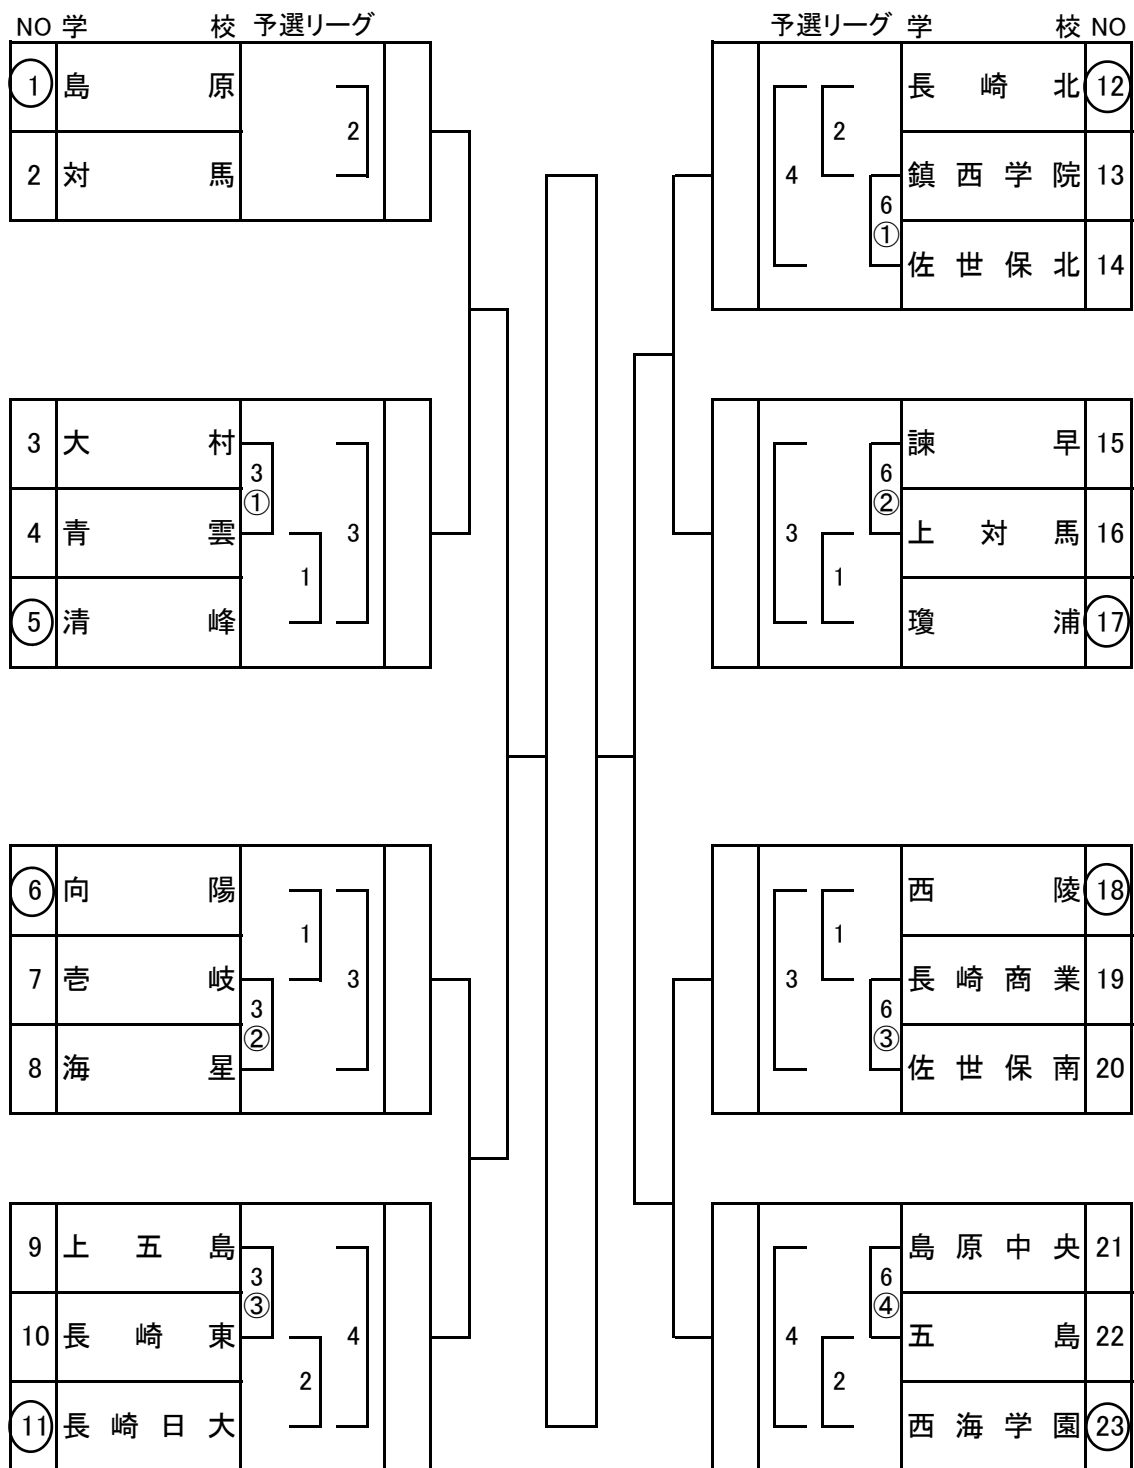 NO 学 校 予選リーグ
① 島 原
2
2 対 馬
3 大 村
3
①
4 青 雲
3
1
⑤ 清 峰
⑥ 向 陽
1
7 壱 岐
3
3
②
8 海 星
9 上 五 島
3
③
10 長 崎 東
4
2
⑪ 長 崎 日 大
予選リーグ 学 校 NO
長 崎 北 ⑫
2
4
鎮 西 学 院 13
6
①
佐 世 保 北 14
諫 早 15
6
②
3
上 対 馬 16
1
瓊 浦 ⑰
西 陵 ⑱
1
3
長 崎 商 業 19
6
③
佐 世 保 南 20
島 原 中 央 21
6
④
4
五 島 22
2
西 海 学 園 ㉓